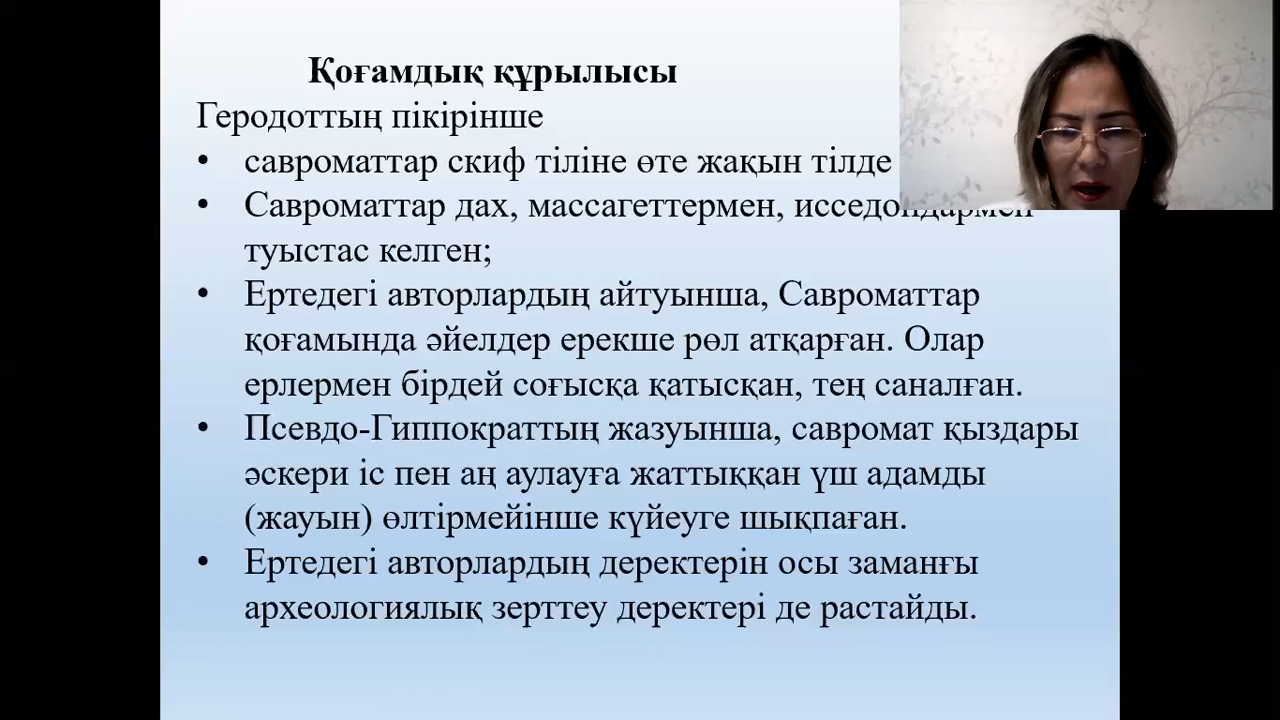 Қоғамдық құрылысы
Геродоттың пікірінше
• савроматтар скиф тіліне өте жақын тілде
• Савроматтар дах, массагеттермен, исседондармен
туыстас келген;
• Ертедегі авторлардың айтуынша, Савроматтар
қоғамында әйелдер ерекше рөл атқарған. Олар
ерлермен бірдей соғысқа қатысқан, тең саналған.
• Псевдо-Гиппократтың жазуынша, савромат қыздары
әскери іс пен аң аулауға жаттыққан үш адамды
(жауын) өлтірмейінше күйеуге шықпаған.
• Ертедегі авторлардың деректерін осы заманғы
археологиялық зерттеу деректері де растайды.